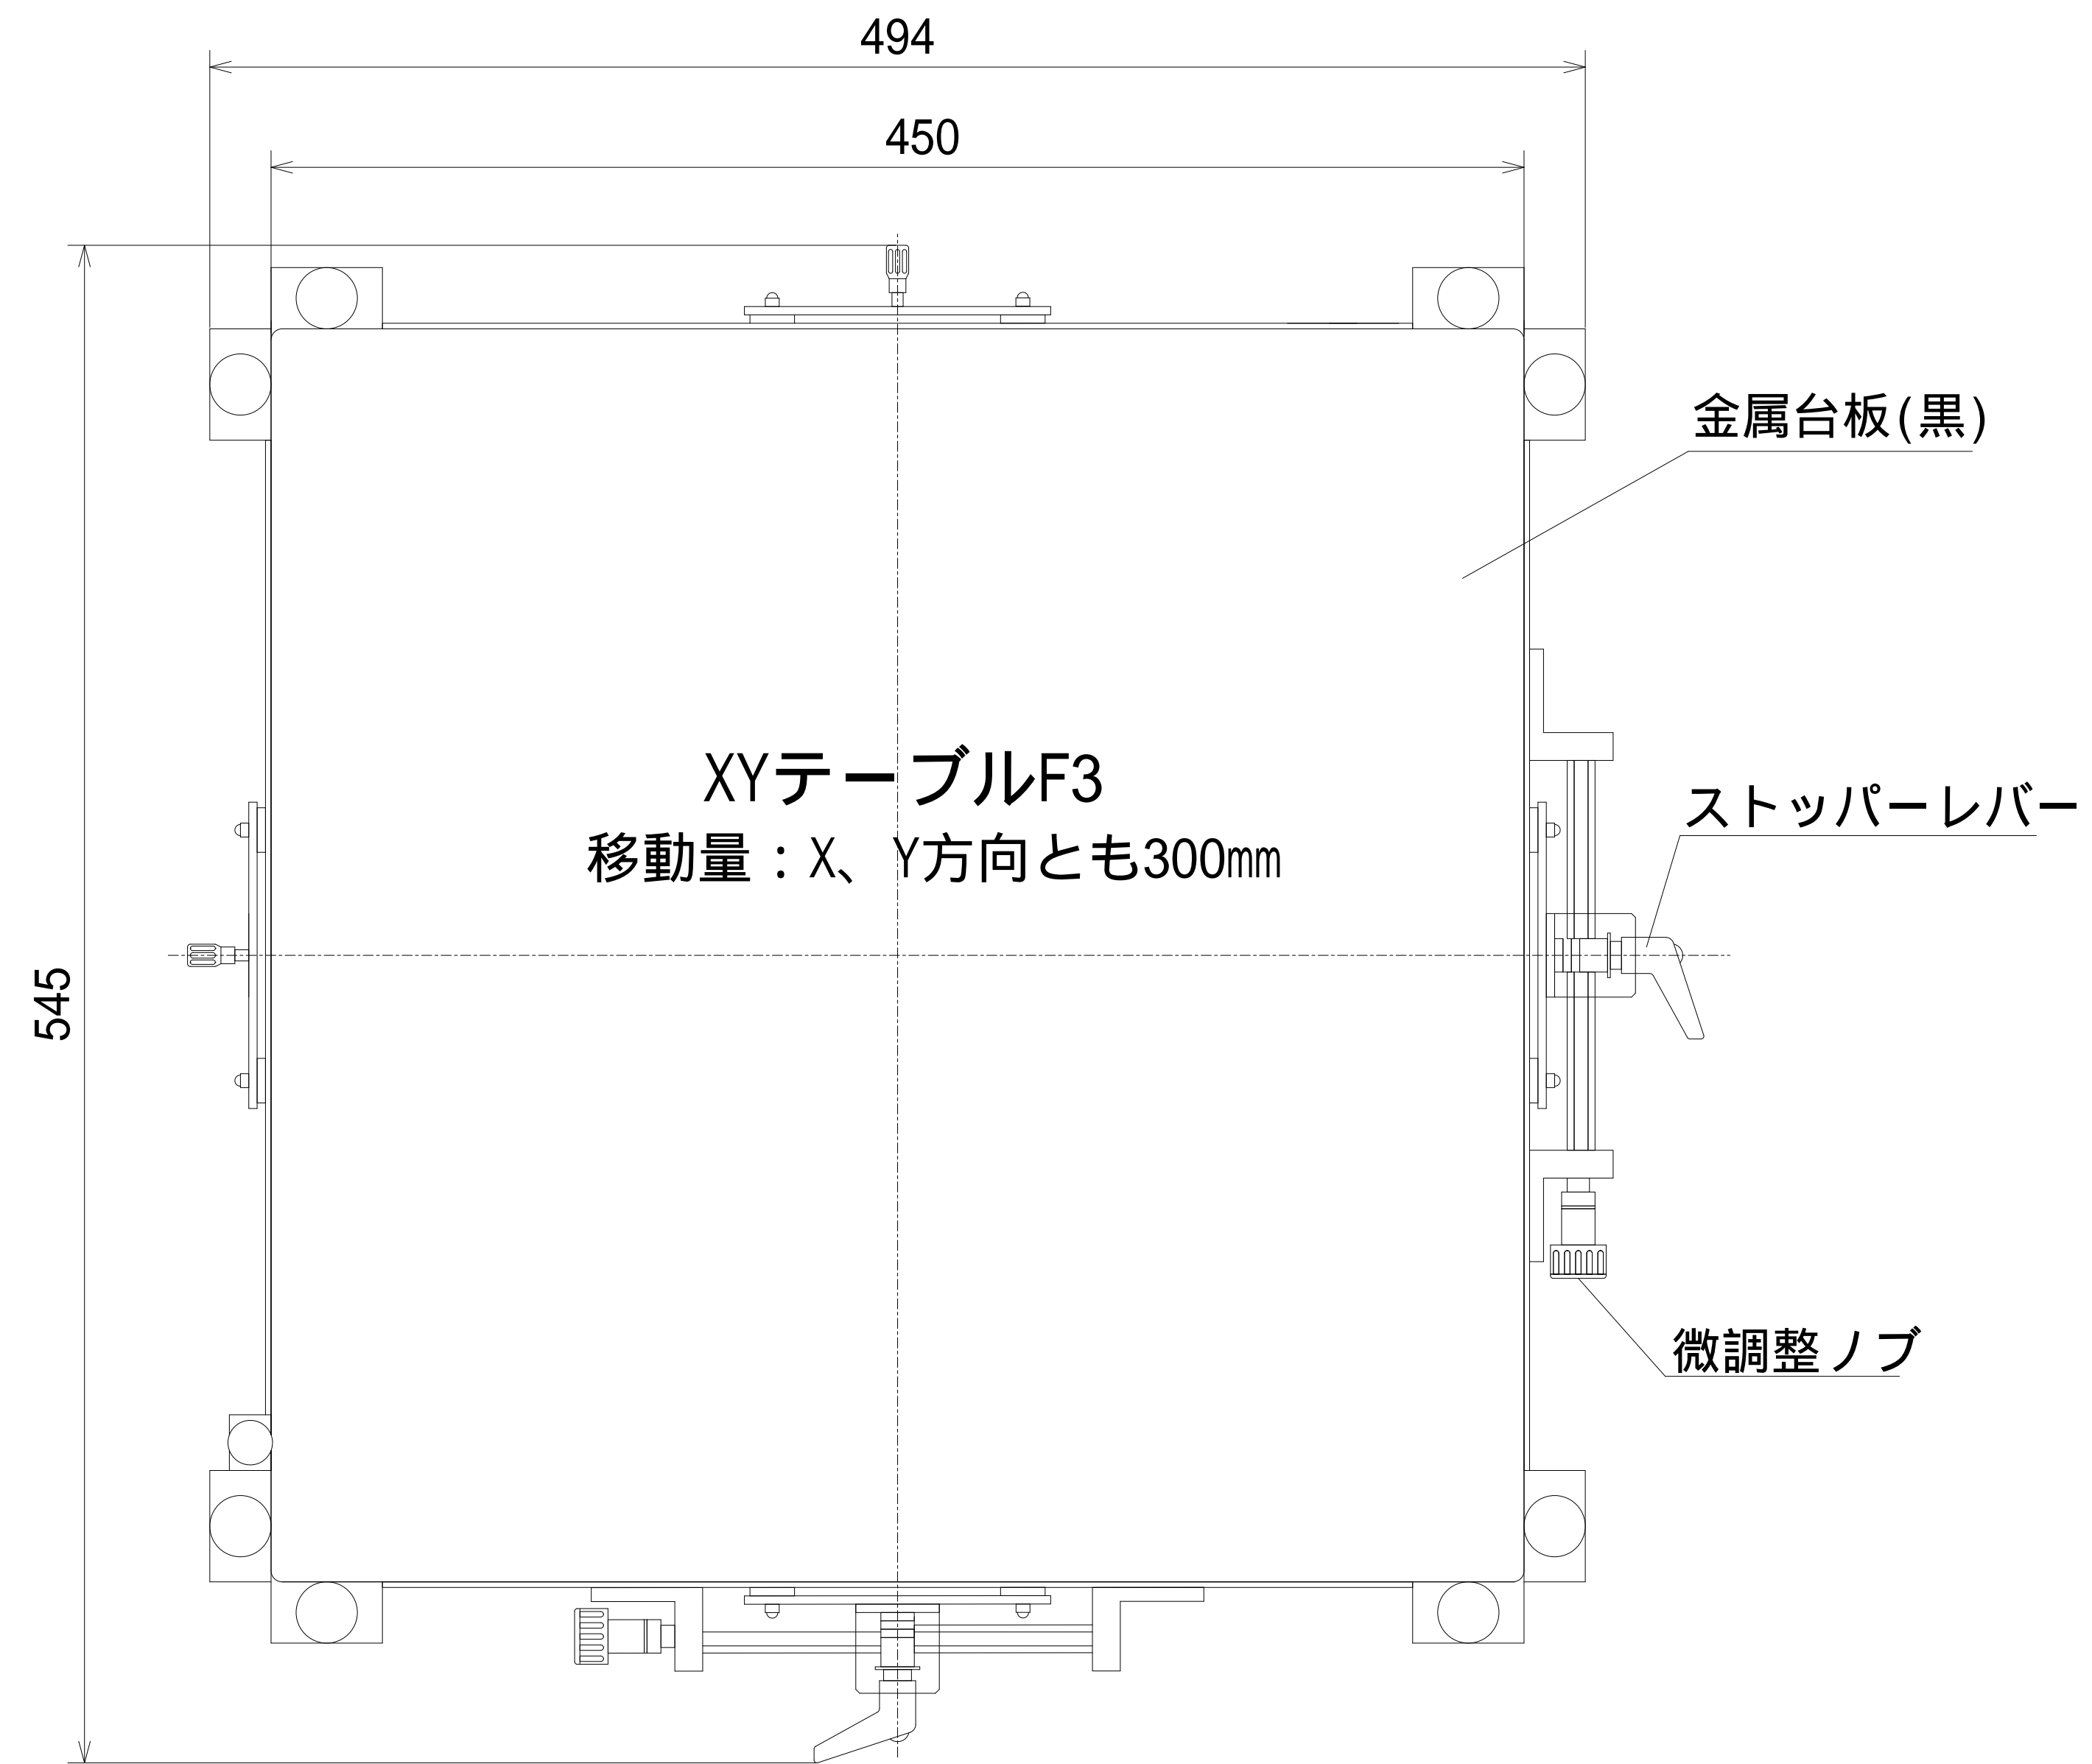 494
450
金属台板(黒)
XYテーブルF3
ストッパーレバー
移動量：X、Y方向とも300mm
545
微調整ノブ